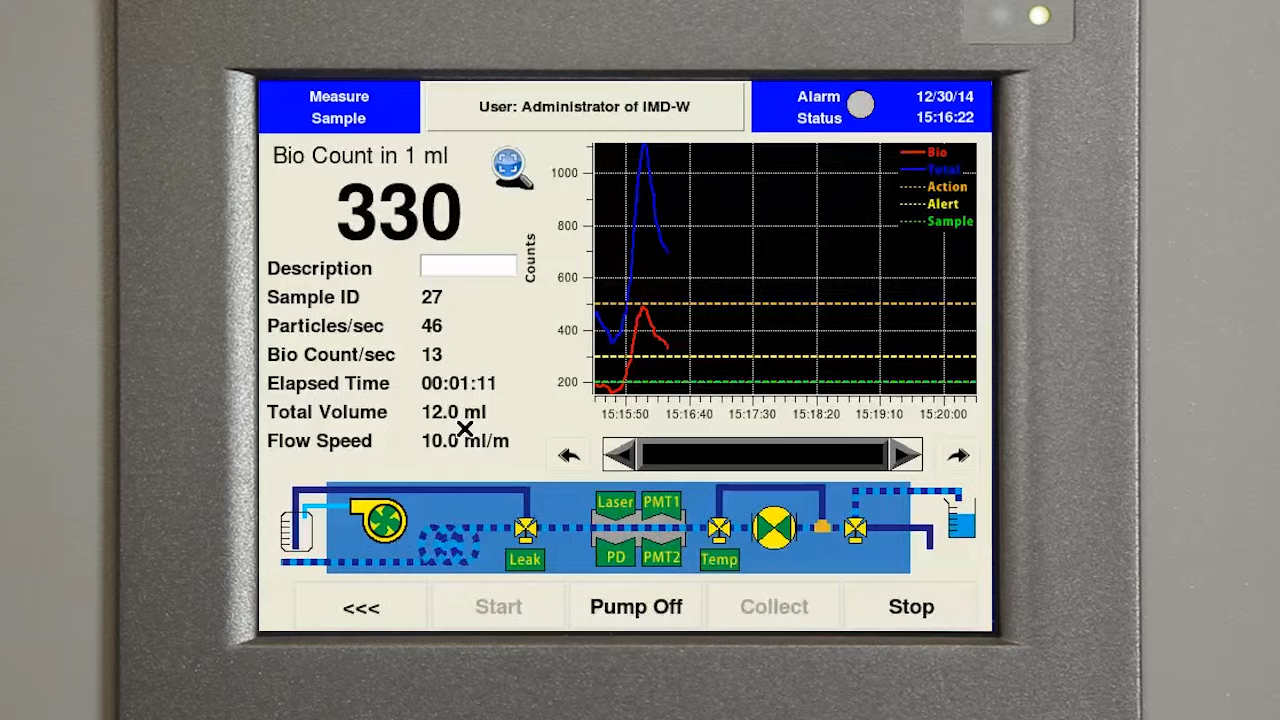 Measure
Sample
User: Administrator of IMD-W
Alarm
Status
12/30/14
15:16:22
Bio Count in 1 ml
330
Description
Sample ID 27
Particles/sec 46
Bio Count/sec 13
Elapsed Time 00:01:11
Total Volume 12.0 ml
Flow Speed 10.0 ml/m
Counts
1000
800
600
400
200
Bio
Total
Action
Alert
Sample
15:15:50 15:16:40 15:17:30 15:18:20 15:19:10 15:20:00
Laser PMT1
Leak PD PMT2 Temp
<<< Start Pump Off Collect Stop